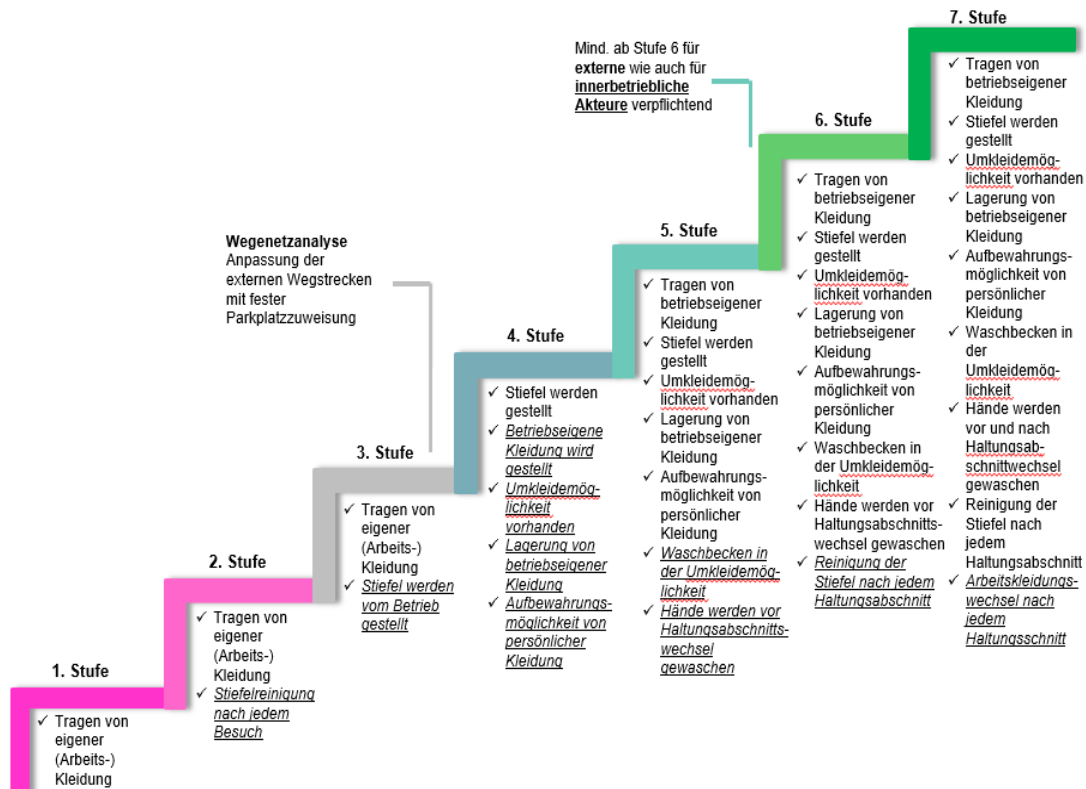 1. Stufe
✓ Tragen von
eigener
(Arbeits-)
Kleidung
2. Stufe
✓ Tragen von
eigener
(Arbeits-)
Kleidung
✓ Stiefelreinigung
nach jedem
Besuch
Wegenetzanalyse
Anpassung der
externen Wegstrecken
mit fester
Parkplatzzuweisung
3. Stufe
✓ Tragen von
eigener
(Arbeits-)
Kleidung
✓ Stiefel werden
vom Betrieb
gestellt
4. Stufe
✓ Stiefel werden
gestellt
✓ Betriebseigene
Kleidung wird
gestellt
✓ Umkleidemög-
lichkeit
vorhanden
✓ Lagerung von
betriebseigener
Kleidung
✓ Aufbewahrungs-
möglichkeit von
persönlicher
Kleidung
5. Stufe
✓ Tragen von
betriebseigener
Kleidung
✓ Stiefel werden
gestellt
✓ Umkleidemög-
lichkeit vorhanden
✓ Lagerung von
betriebseigener
Kleidung
✓ Aufbewahrungs-
möglichkeit von
persönlicher
Kleidung
✓ Waschbecken in
der Umkleidemög-
lichkeit
✓ Hände werden vor
Haltungsabschnitts-
wechsel
gewaschen
Mind. ab Stufe 6 für
externe wie auch für
innerbetriebliche
Akteure verpflichtend
6. Stufe
✓ Tragen von
betriebseigener
Kleidung
✓ Stiefel werden
gestellt
✓ Umkleidemög-
lichkeit vorhanden
✓ Lagerung von
betriebseigener
Kleidung
✓ Aufbewahrungs-
möglichkeit von
persönlicher
Kleidung
✓ Waschbecken in
der Umkleidemög-
lichkeit
✓ Hände werden vor
Haltungsabschnitts-
wechsel gewaschen
✓ Reinigung der
Stiefel nach jedem
Haltungsabschnitt
7. Stufe
✓ Tragen von
betriebseigener
Kleidung
✓ Stiefel werden
gestellt
✓ Umkleidemög-
lichkeit vorhanden
✓ Lagerung von
betriebseigener
Kleidung
✓ Aufbewahrungs-
möglichkeit von
persönlicher
Kleidung
✓ Waschbecken in
der
Umkleidemög-
lichkeit
✓ Hände werden
vor und nach
Haltungsab-
schnittwechsel
gewaschen
✓ Reinigung der
Stiefel nach
jedem
Haltungsabschnitt
✓ Arbeitskleidungs-
wechsel nach
jedem
Haltungsschnitt